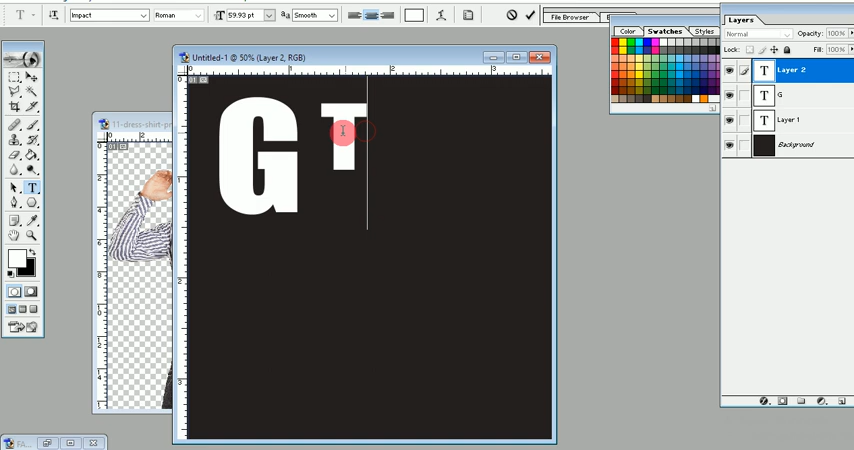 Impact
Roman
59.93 pt
Smooth
File Browser
B
Untitled-1 @ 50% (Layer 2, RGB)
11-dress-shirt-pr
G
T
Color
Swatches
Styles
Layers
Normal
Opacity: 100%
Lock:
Fill: 100%
Layer 2
G
Layer 1
Background
FA...